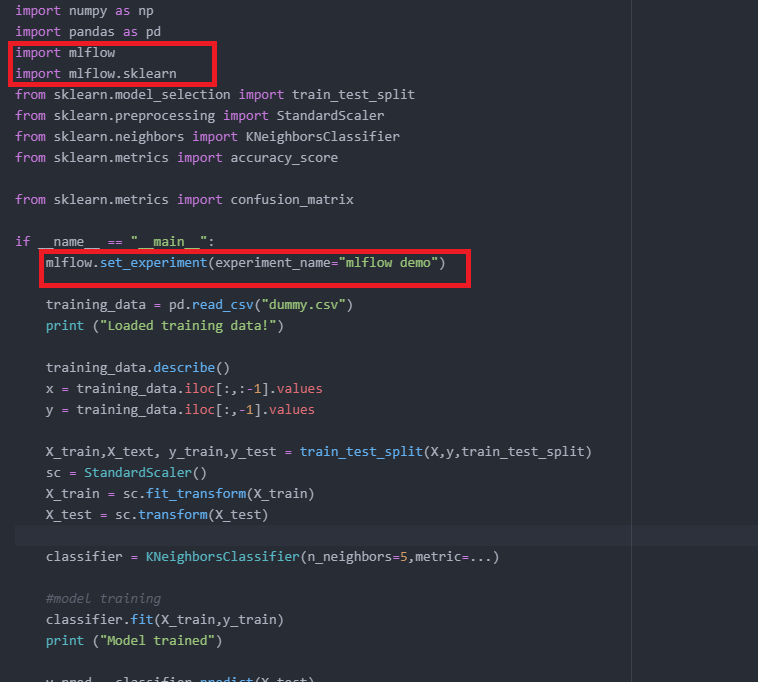 import numpy as np
import pandas as pd
import mlflow
import mlflow.sklearn
from sklearn.model_selection import train_test_split
from sklearn.preprocessing import StandardScaler
from sklearn.neighbors import KNeighborsClassifier
from sklearn.metrics import accuracy_score
from sklearn.metrics import confusion_matrix
if __name__ == "__main__":
mlflow.set_experiment(experiment_name="mlflow demo")
training_data = pd.read_csv("dummy.csv")
print ("Loaded training data!")
training_data.describe()
x = training_data.iloc[:,:-1].values
y = training_data.iloc[:,-1].values
X_train,X_text, y_train,y_test = train_test_split(X,y,train_test_split)
sc = StandardScaler()
X_train = sc.fit_transform(X_train)
X_test = sc.transform(X_test)
classifier = KNeighborsClassifier(n_neighbors=5,metric=...)
#model training
classifier.fit(X_train,y_train)
print ("Model trained")
y_pred = classifier.predict(X_test)